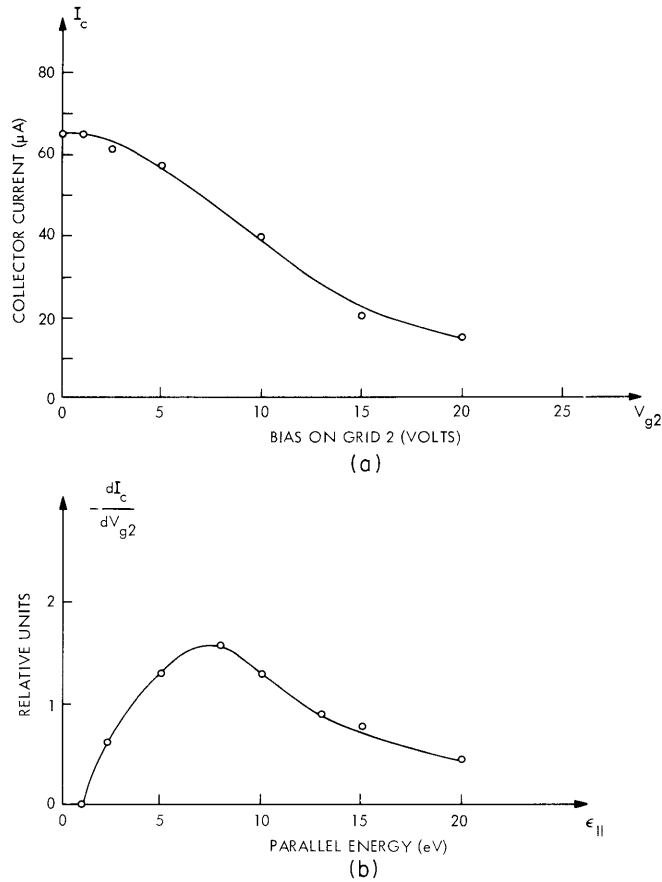 I_c
COLLECTOR CURRENT (μA)
80
60
40
20
0
0 5 10 15 20 25
V_g2
BIAS ON GRID 2 (VOLTS)
(a)
- dI_c / dV_g2
RELATIVE UNITS
2
1
0
0 5 10 15 20
ϵ_||
PARALLEL ENERGY (eV)
(b)